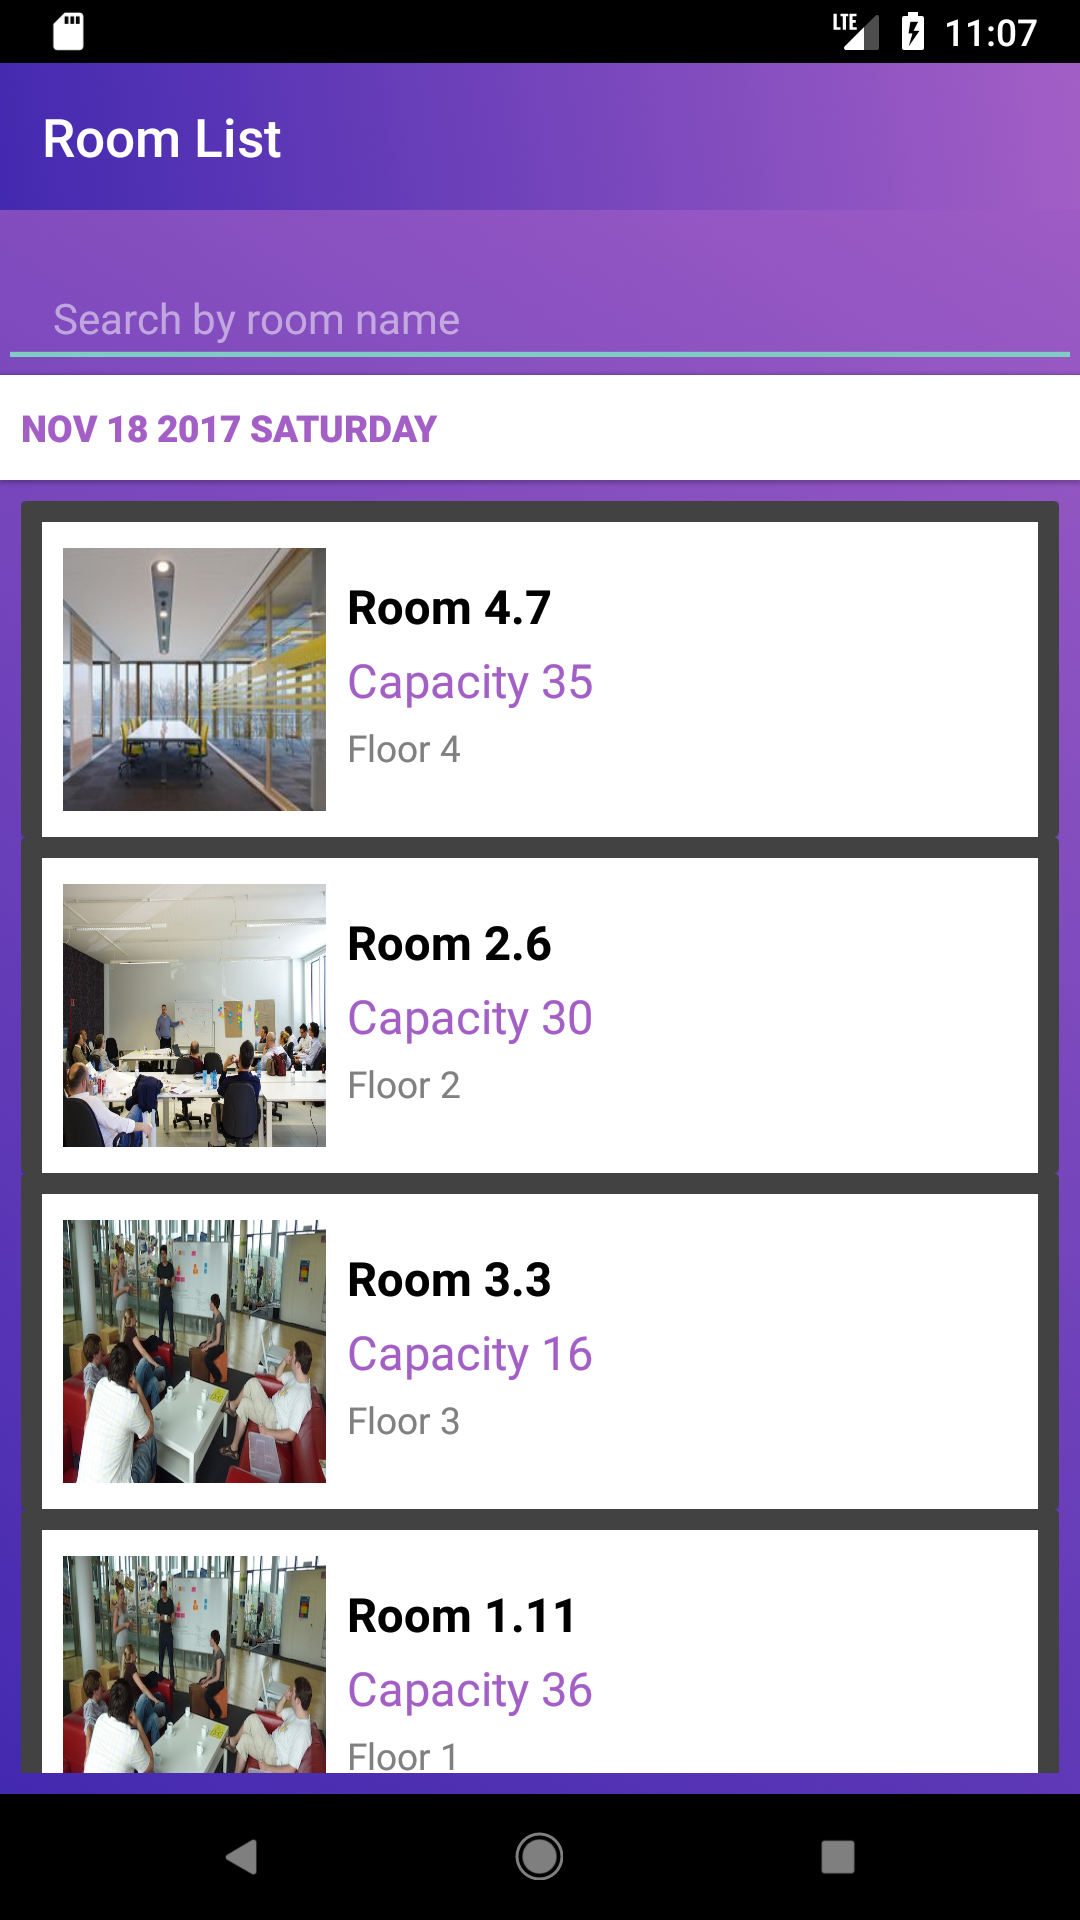 LTE 11:07
Room List
Search by room name
NOV 18 2017 SATURDAY
Room 4.7
Capacity 35
Floor 4
Room 2.6
Capacity 30
Floor 2
Room 3.3
Capacity 16
Floor 3
Room 1.11
Capacity 36
Floor 1